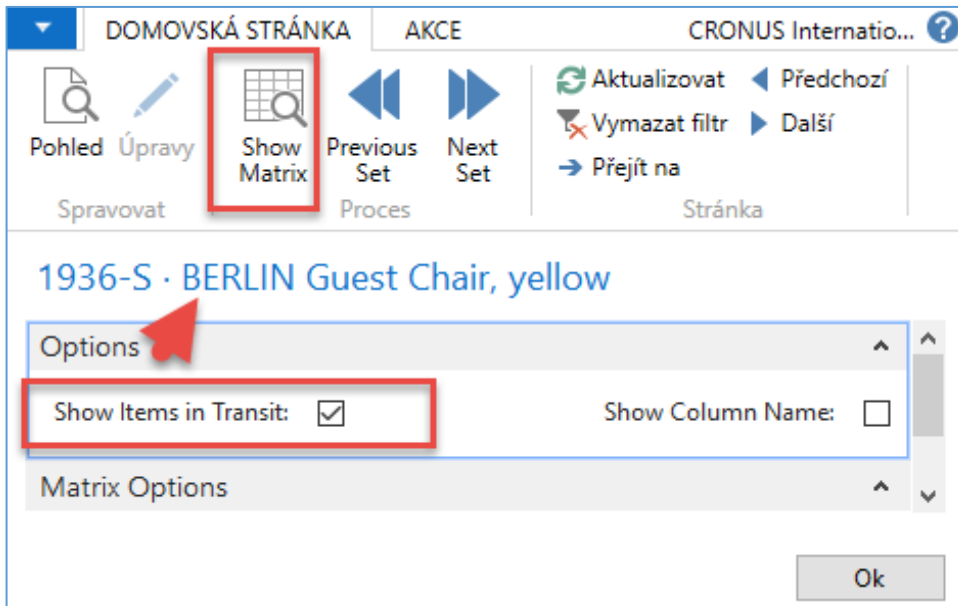 DOMOVSKÁ STRÁNKA AKCE CRONUS Internatio... ?
Pohled Úpravy Show Matrix Previous Set Next Set
Aktualizovat Předchozí
Vymazat filtr Další
Přejít na
Spravovat Proces Stránka
1936-S · BERLIN Guest Chair, yellow
Options
Show Items in Transit: Show Column Name:
Matrix Options
Ok